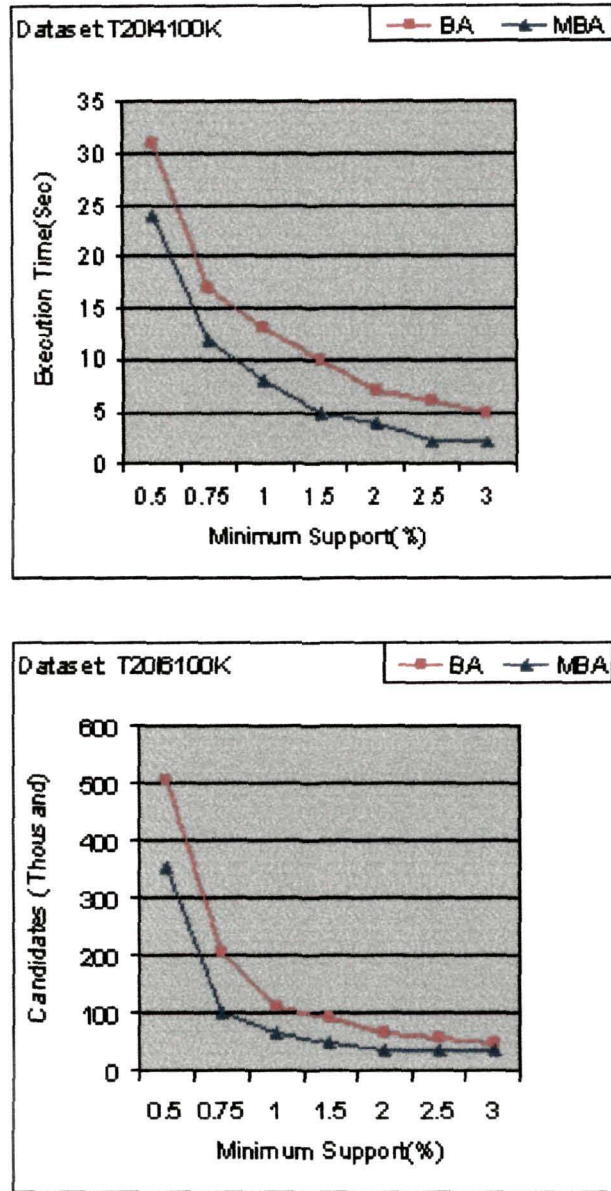 Dataset T20I4100K
BA MBA
Execution Time(Sec)
35
30
25
20
15
10
5
0
0.5 0.75 1 1.5 2 2.5 3
Minimum Support(%)
Dataset T20I6100K
BA MBA
Candidates (Thousand)
600
500
400
300
200
100
0
0.5 0.75 1 1.5 2 2.5 3
Minimum Support(%)